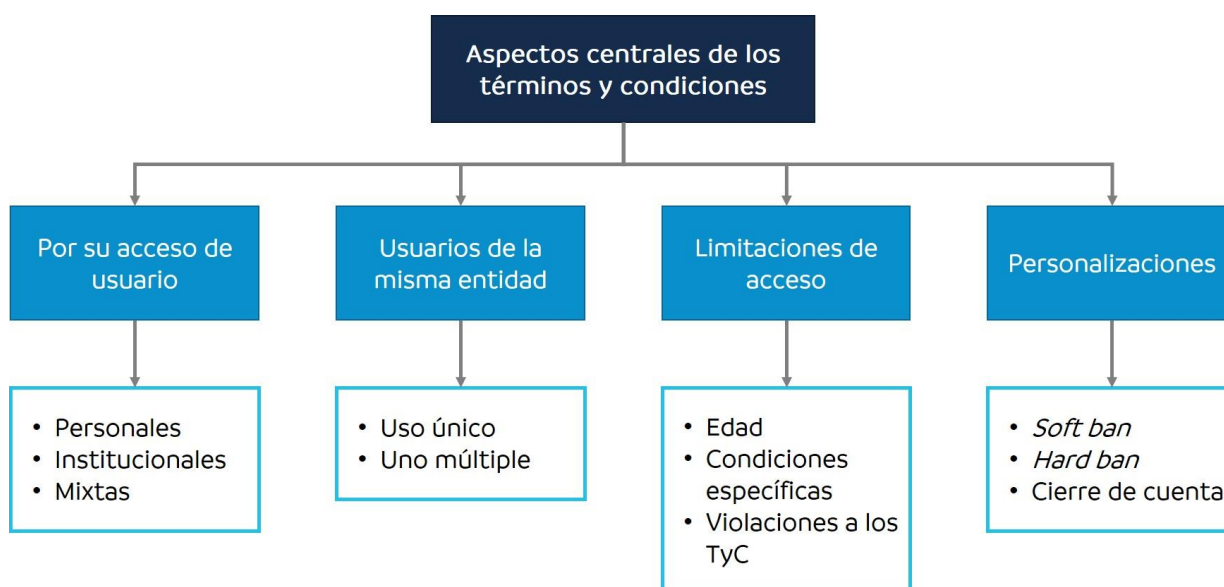 Aspectos centrales de los
términos y condiciones
Por su acceso de
usuario
Usuarios de la
misma entidad
Limitaciones de
acceso
Personalizaciones
• Personales
• Institucionales
• Mixtas
• Uso único
• Uno múltiple
• Edad
• Condiciones
específicas
• Violaciones a los
TyC
• Soft ban
• Hard ban
• Cierre de cuenta